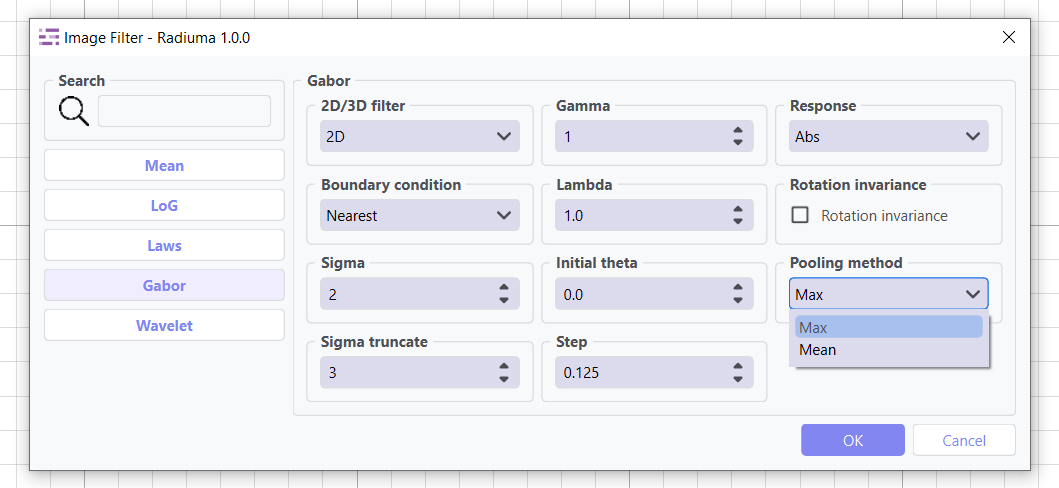 Image Filter - Radiuma 1.0.0
Search
Mean
LoG
Laws
Gabor
Wavelet
Gabor
2D/3D filter
2D
Gamma
1
Response
Abs
Boundary condition
Nearest
Lambda
1.0
Rotation invariance
Rotation invariance
Sigma
2
Initial theta
0.0
Pooling method
Max
Max
Mean
Sigma truncate
3
Step
0.125
OK
Cancel